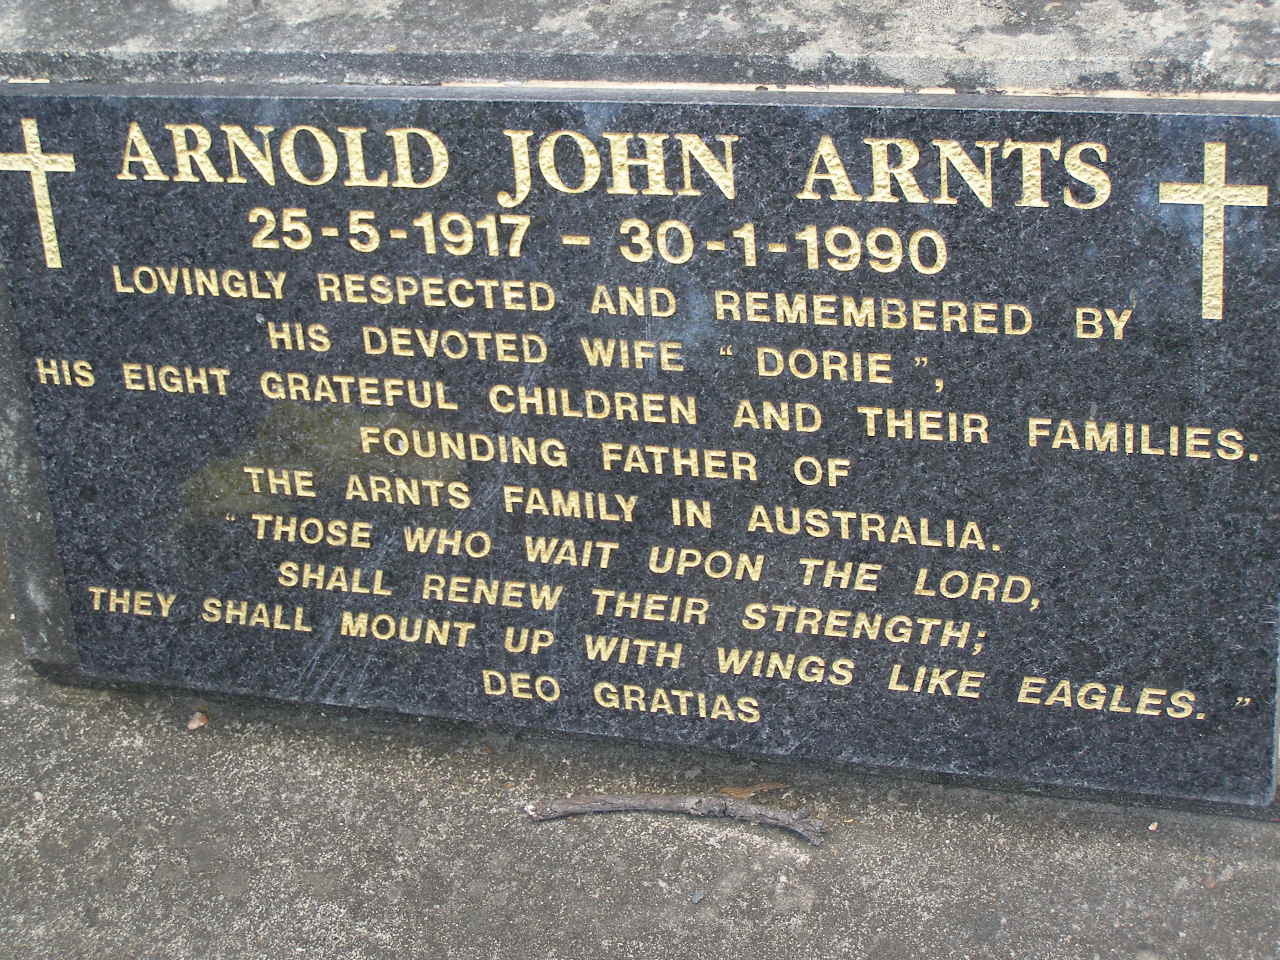 ARNOLD JOHN ARNTS
25-5-1917 - 30-1-1990
LOVINGLY RESPECTED AND REMEMBERED BY
HIS DEVOTED WIFE “ DORIE ”,
HIS EIGHT GRATEFUL CHILDREN AND THEIR FAMILIES.
FOUNDING FATHER OF
THE ARNTS FAMILY IN AUSTRALIA.
“ THOSE WHO WAIT UPON THE LORD,
SHALL RENEW THEIR STRENGTH;
THEY SHALL MOUNT UP WITH WINGS LIKE EAGLES. ”
DEO GRATIAS